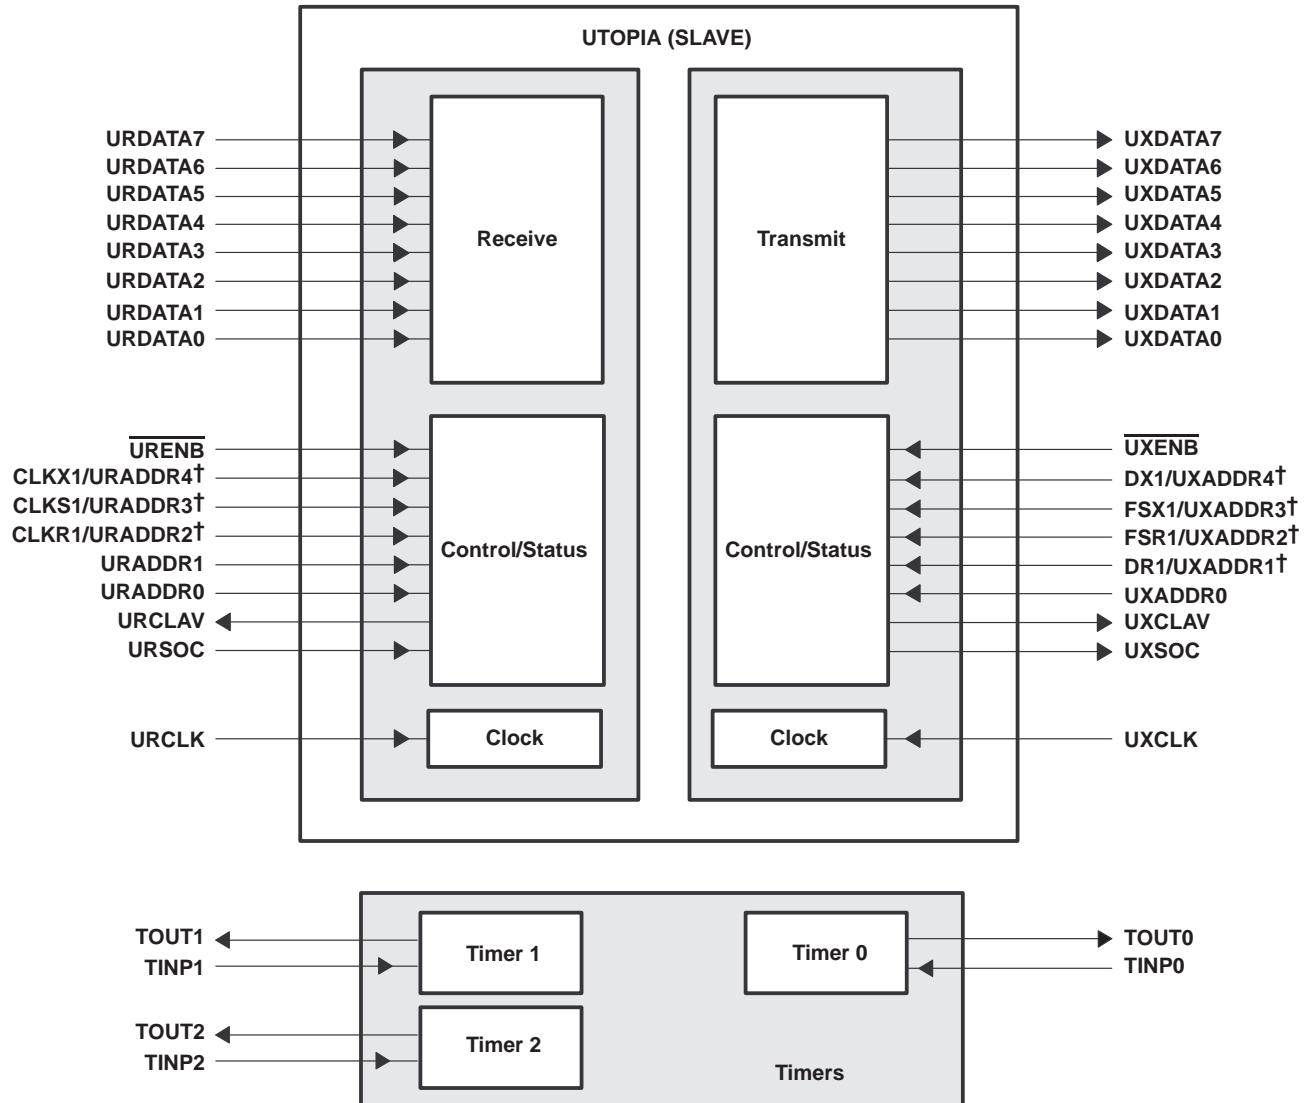 UTOPIA (SLAVE)
URDATA7
URDATA6
URDATA5
URDATA4
URDATA3
URDATA2
URDATA1
URDATA0
Receive
Transmit
UXDATA7
UXDATA6
UXDATA5
UXDATA4
UXDATA3
UXDATA2
UXDATA1
UXDATA0
URENB
CLKX1/URADDR4†
CLKS1/URADDR3†
CLKR1/URADDR2†
URADDR1
URADDR0
URCLAV
URSOC
Control/Status
Control/Status
UXENB
DX1/UXADDR4†
FSX1/UXADDR3†
FSR1/UXADDR2†
DR1/UXADDR1†
UXADDR0
UXCLAV
UXSOC
URCLK
Clock
Clock
UXCLK
TOUT1
TINP1
Timer 1
Timer 0
TOUT0
TINP0
TOUT2
TINP2
Timer 2
Timers